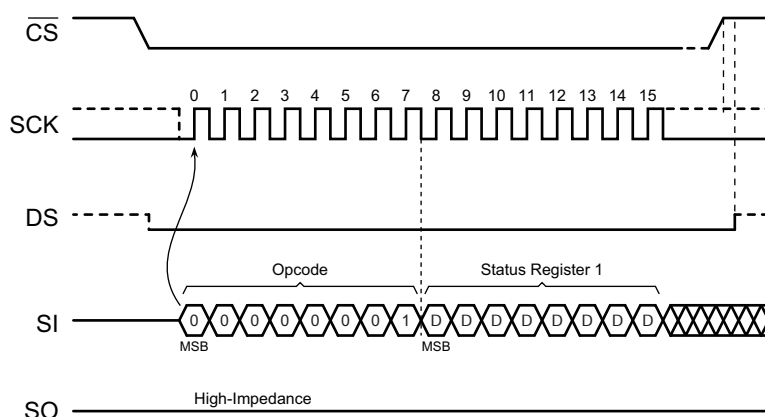 CS
0 1 2 3 4 5 6 7 8 9 10 11 12 13 14 15
SCK
DS
Opcode Status Register 1
SI 0 0 0 0 0 0 0 1 D D D D D D D D
MSB MSB
High-Impedance
SO